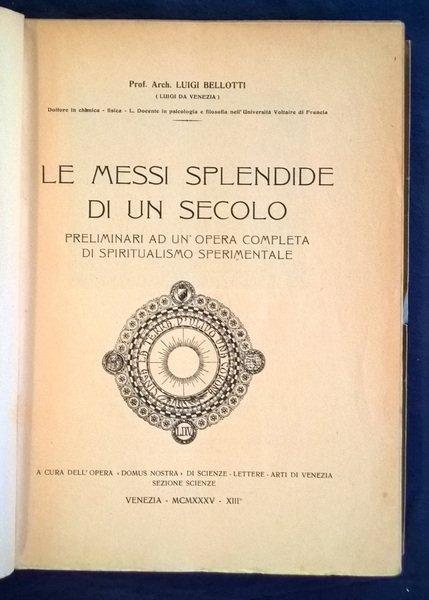 Prof. Arch. LUIGI BELLOTTI
( LUIGI DA VENEZIA )
Dottore in chimica - fisica - L. Docente in psicologia e filosofia nell'Università Voltaire di Francia
LE MESSI SPLENDIDE
DI UN SECOLO
PRELIMINARI AD UN' OPERA COMPLETA
DI SPIRITUALISMO SPERIMENTALE
A CURA DELL'OPERA «DOMUS NOSTRA» DI SCIENZE - LETTERE - ARTI DI VENEZIA
SEZIONE SCIENZE
VENEZIA - MCMXXXV - XIIIº